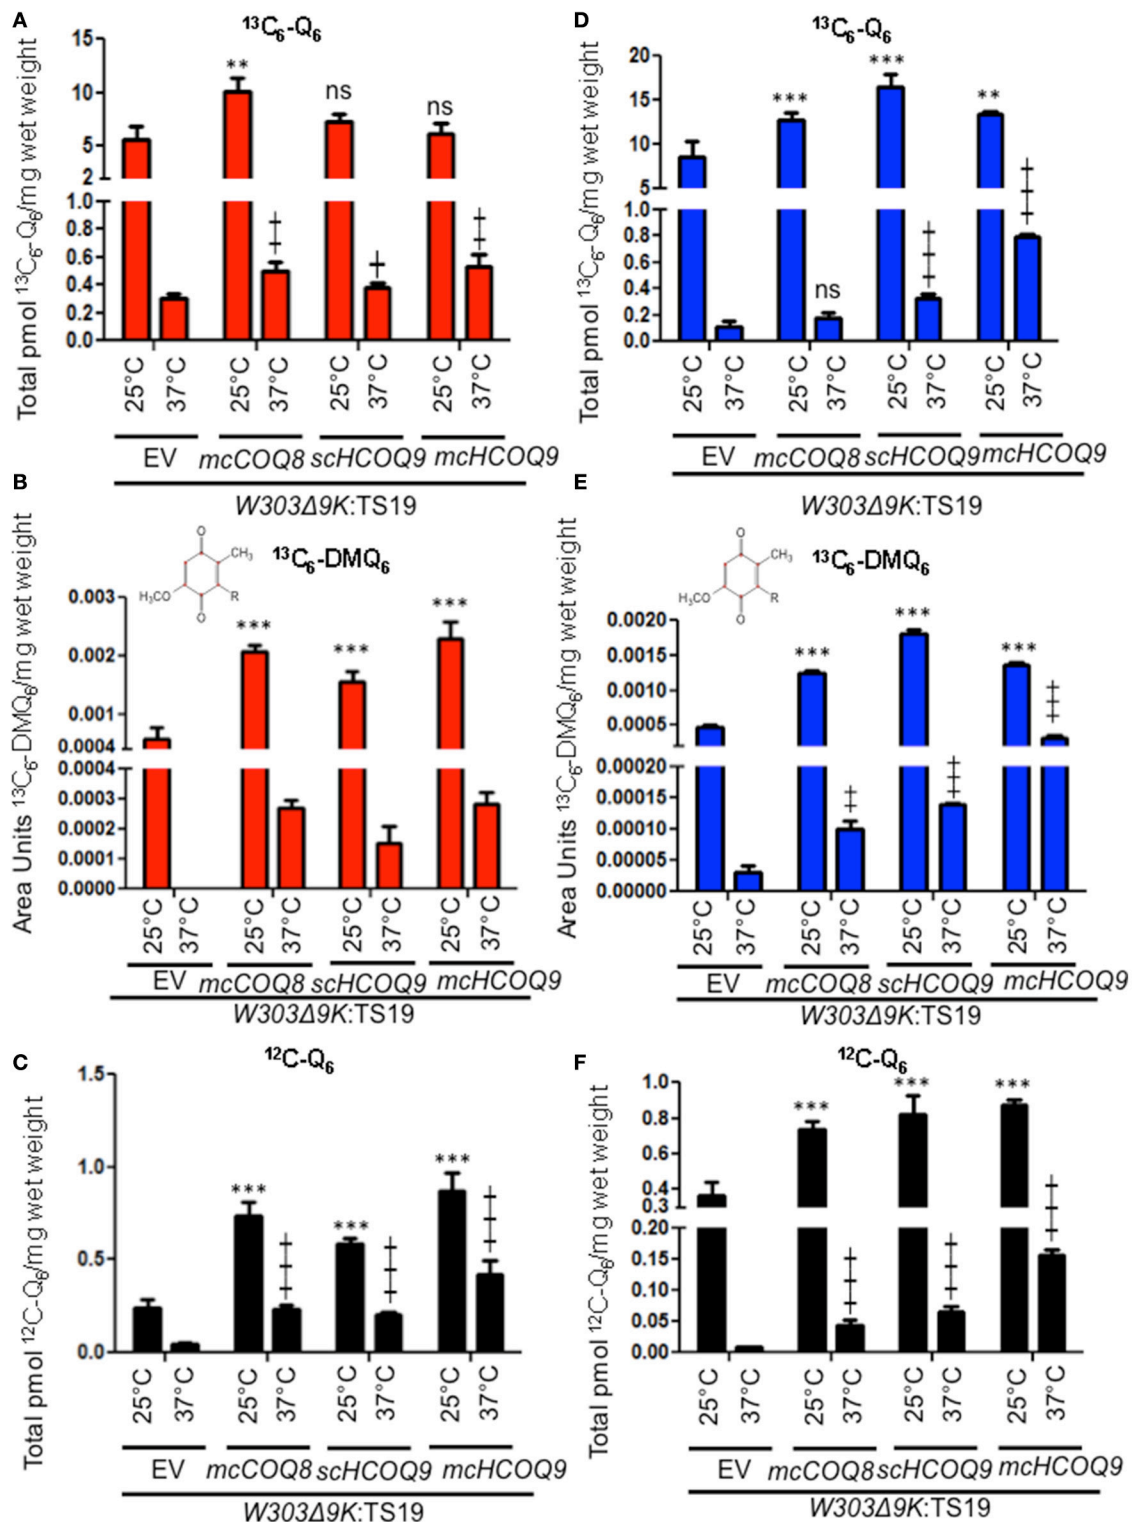 A
¹³C₆-Q₆
Total pmol ¹³C₆-Q₆/mg wet weight
15
10
5
2
1.0
0.8
0.6
0.4
0.2
0.0
**
ns
ns
‡
†
‡
25°C 37°C 25°C 37°C 25°C 37°C 25°C 37°C
EV mcCOQ8 scHCOQ9 mcHCOQ9
W303Δ9K:TS19
D
¹³C₆-Q₆
Total pmol ¹³C₆-Q₆/mg wet weight
20
15
10
5
1.0
0.8
0.6
0.4
0.2
0.0
***
***
**
ns
25°C 37°C 25°C 37°C 25°C 37°C 25°C 37°C
EV mcCOQ8 scHCOQ9 mcHCOQ9
W303Δ9K:TS19
B
¹³C₆-DMQ₆
O
CH₃
H₃CO
R
O
Area Units ¹³C₆-DMQ₆/mg wet weight
0.003
0.002
0.001
0.0004
0.0004
0.0003
0.0002
0.0001
0.0000
***
***
***
25°C 37°C 25°C 37°C 25°C 37°C 25°C 37°C
EV mcCOQ8 scHCOQ9 mcHCOQ9
W303Δ9K:TS19
E
¹³C₆-DMQ₆
O
CH₃
H₃CO
R
O
Area Units ¹³C₆-DMQ₆/mg wet weight
0.0020
0.0015
0.0010
0.0005
0.00020
0.00015
0.00010
0.00005
0.00000
***
***
***
‡
25°C 37°C 25°C 37°C 25°C 37°C 25°C 37°C
EV mcCOQ8 scHCOQ9 mcHCOQ9
W303Δ9K:TS19
C
¹²C-Q₆
Total pmol ¹²C-Q₆/mg wet weight
1.5
1.0
0.5
0.0
***
***
***
25°C 37°C 25°C 37°C 25°C 37°C 25°C 37°C
EV mcCOQ8 scHCOQ9 mcHCOQ9
W303Δ9K:TS19
F
¹²C-Q₆
Total pmol ¹²C-Q₆/mg wet weight
1.0
0.8
0.6
0.4
0.3
0.20
0.15
0.10
0.05
0.00
***
***
***
25°C 37°C 25°C 37°C 25°C 37°C 25°C 37°C
EV mcCOQ8 scHCOQ9 mcHCOQ9
W303Δ9K:TS19